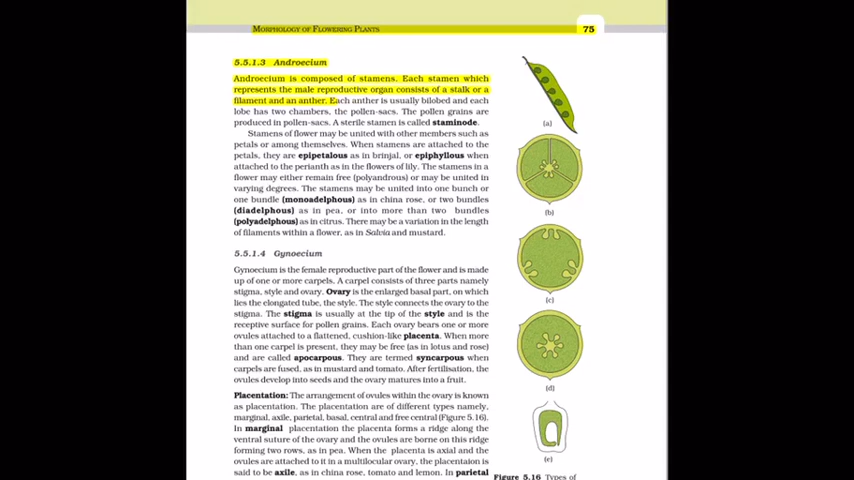 MORPHOLOGY OF FLOWERING PLANTS 75
5.5.1.3 Androecium
Androecium is composed of stamens. Each stamen which
represents the male reproductive organ consists of a stalk or a
filament and an anther. Each anther is usually bilobed and each
lobe has two chambers, the pollen-sacs. The pollen grains are
produced in pollen-sacs. A sterile stamen is called staminode.
Stamens of flower may be united with other members such as
petals or among themselves. When stamens are attached to the
petals, they are epipetalous as in brinjal, or epiphyllous when
attached to the perianth as in the flowers of lily. The stamens in a
flower may either remain free (polyandrous) or may be united in
varying degrees. The stamens may be united into one bunch or
one bundle (monoadelphous) as in china rose, or two bundles
(diadelphous) as in pea, or into more than two bundles
(polyadelphous) as in citrus. There may be a variation in the length
of filaments within a flower, as in Salvia and mustard.
5.5.1.4 Gynoecium
Gynoecium is the female reproductive part of the flower and is made
up of one or more carpels. A carpel consists of three parts namely
stigma, style and ovary. Ovary is the enlarged basal part, on which
lies the elongated tube, the style. The style connects the ovary to the
stigma. The stigma is usually at the tip of the style and is the
receptive surface for pollen grains. Each ovary bears one or more
ovules attached to a flattened, cushion-like placenta. When more
than one carpel is present, they may be free (as in lotus and rose)
and are called apocarpous. They are termed syncarpous when
carpels are fused, as in mustard and tomato. After fertilisation, the
ovules develop into seeds and the ovary matures into a fruit.
Placentation: The arrangement of ovules within the ovary is known
as placentation. The placentation are of different types namely,
marginal, axile, parietal, basal, central and free central (Figure 5.16).
In marginal placentation the placenta forms a ridge along the
ventral suture of the ovary and the ovules are borne on this ridge
forming two rows, as in pea. When the placenta is axial and the
ovules are attached to it in a multilocular ovary, the placentaion is
said to be axile, as in china rose, tomato and lemon. In parietal
(a)
(b)
(c)
(d)
(e)
Figure 5.16 Types of